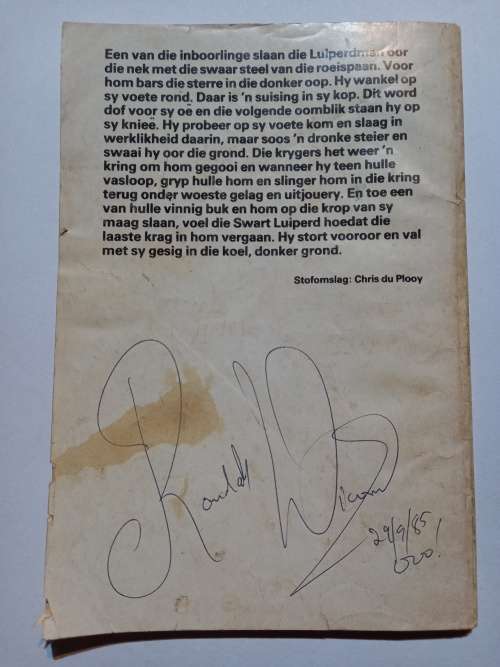 Een van die inboorlinge slaan die Luiperdman oor
die nek met die swaar steel van die roeispaan. Voor
hom bars die sterre in die donker oop. Hy wankel op
sy voete rond. Daar is 'n suising in sy kop. Dit word
dof voor sy oë en die volgende oomblik staan hy op
sy knieë. Hy probeer op sy voete kom en slaag in
werklikheid daarin, maar soos 'n dronke steier en
swaai hy oor die grond. Die krygers het weer 'n
kring om hom gegooi en wanneer hy teen hulle
vasloop, gryp hulle hom en slinger hom in die kring
terug onder woeste gelag en uitjouery. En toe een
van hulle vinnig buk en hom op die krop van sy
maag slaan, voel die Swart Luiperd hoedat die
laaste krag in hom vergaan. Hy stort vooroor en val
met sy gesig in die koel, donker grond.
Stofomslag: Chris du Plooy
Ronald
29/9/85